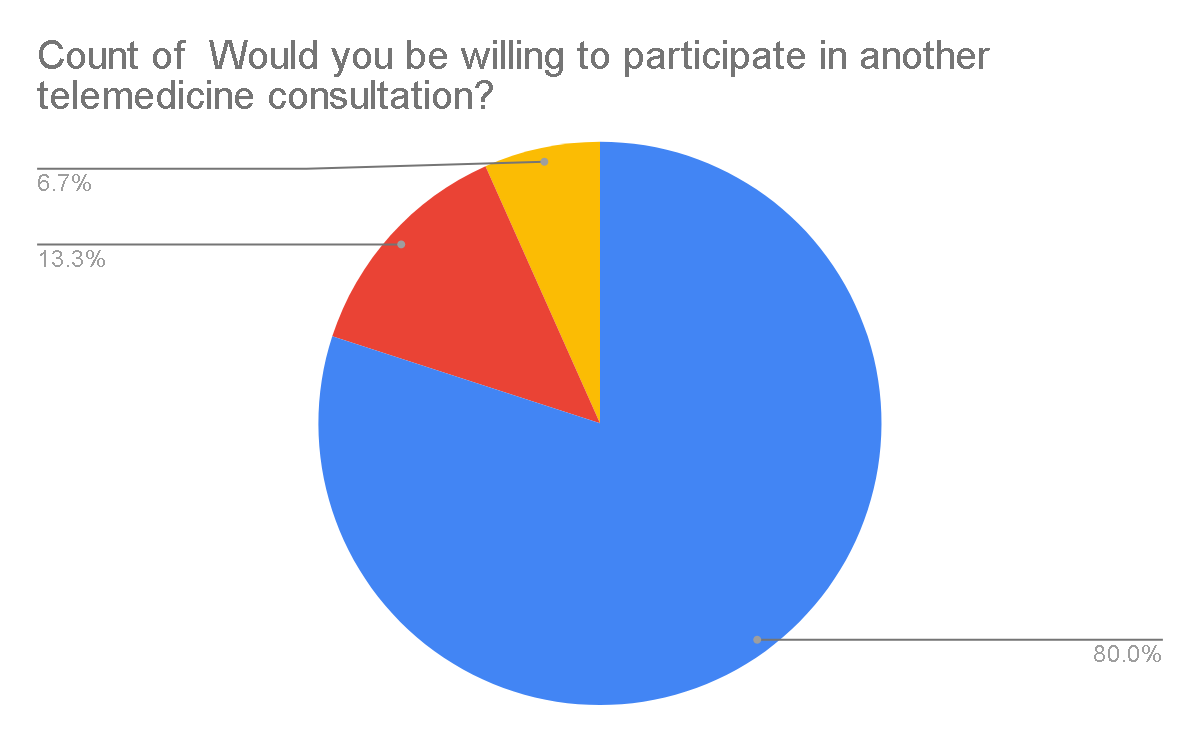 Count of  Would you be willing to participate in another
telemedicine consultation?
6.7%
13.3%
80.0%